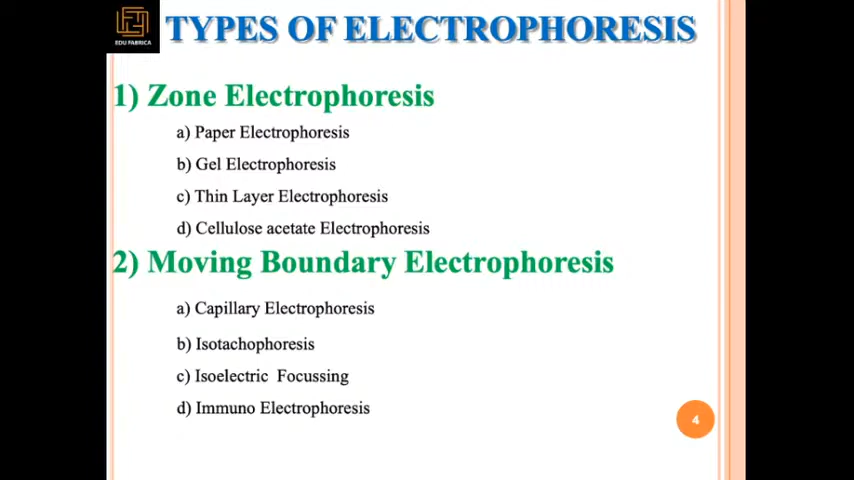 EDU FABRICA
TYPES OF ELECTROPHORESIS
1) Zone Electrophoresis
a) Paper Electrophoresis
b) Gel Electrophoresis
c) Thin Layer Electrophoresis
d) Cellulose acetate Electrophoresis
2) Moving Boundary Electrophoresis
a) Capillary Electrophoresis
b) Isotachophoresis
c) Isoelectric Focussing
d) Immuno Electrophoresis
4